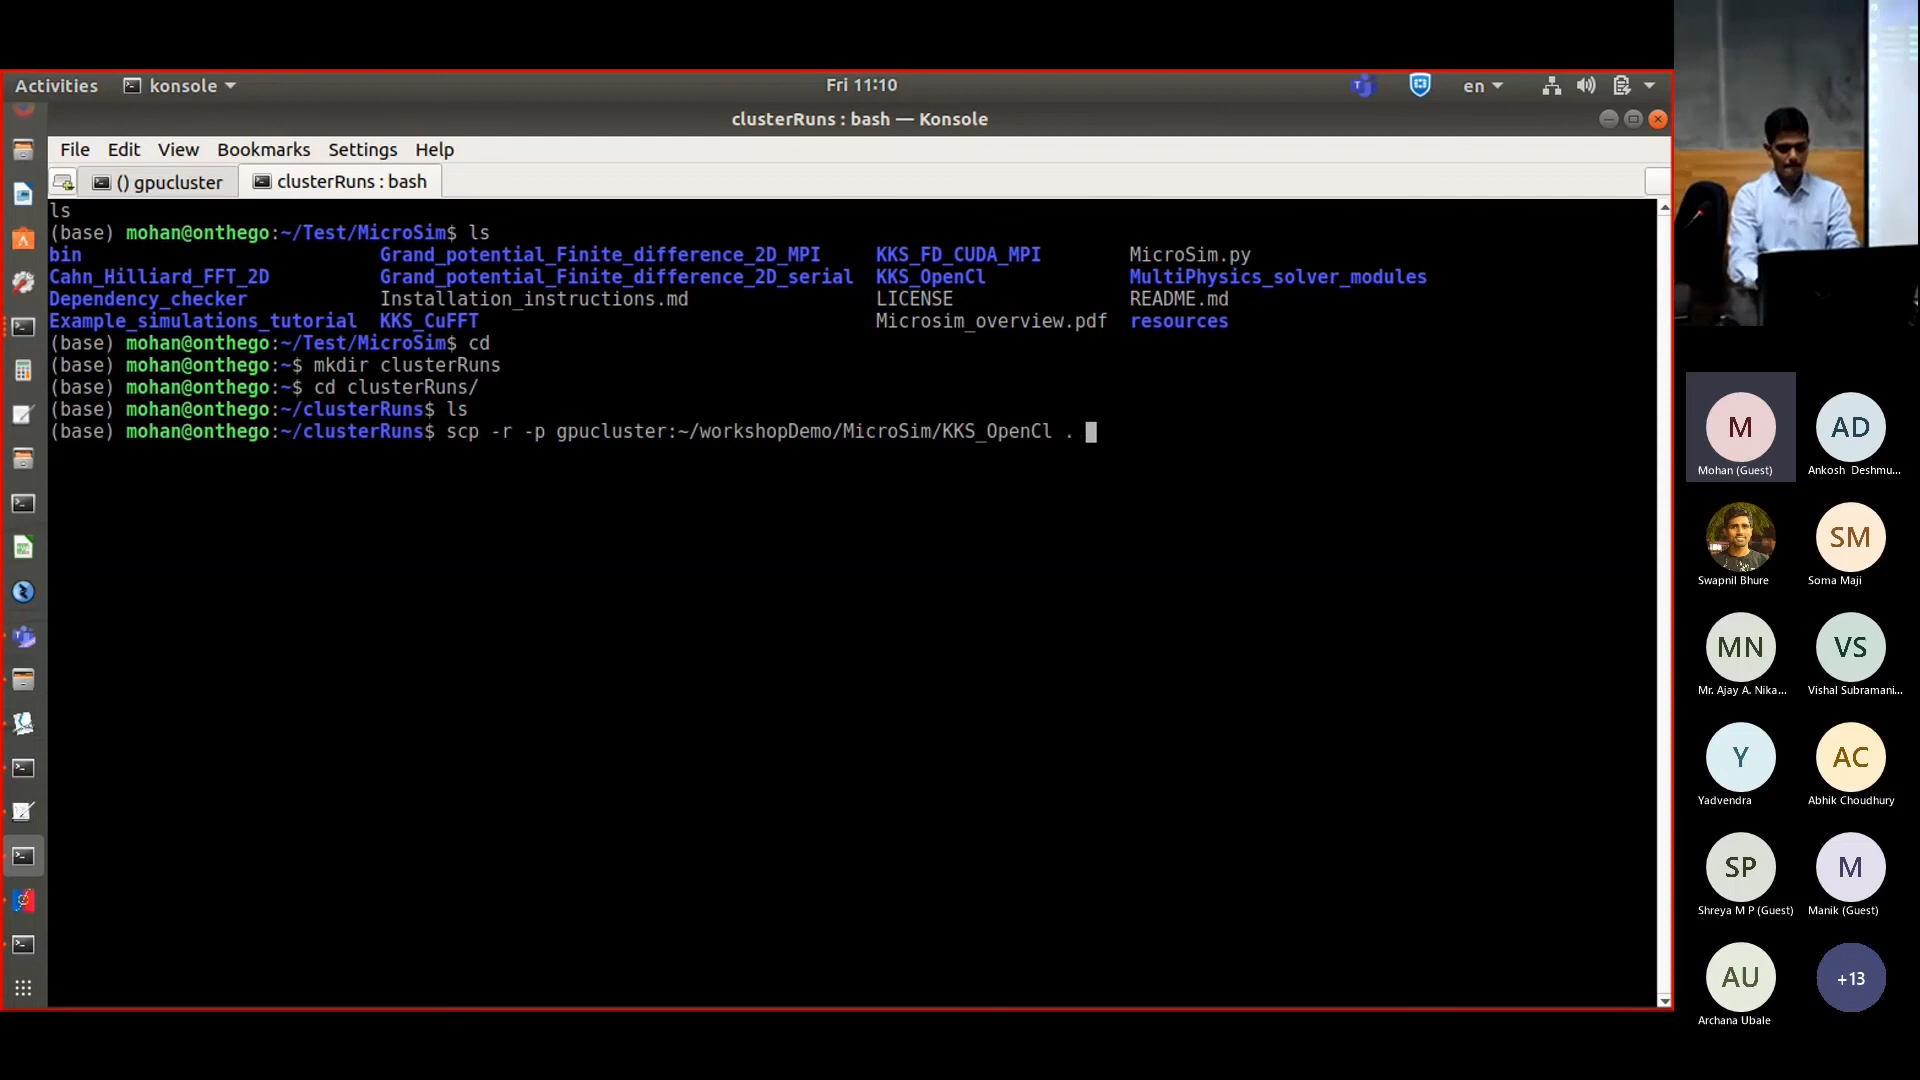 Activities konsole Fri 11:10 en
clusterRuns : bash — Konsole
File Edit View Bookmarks Settings Help
() gpucluster clusterRuns : bash
ls
(base) mohan@onthego:~/Test/MicroSim$ ls
bin Grand_potential_Finite_difference_2D_MPI KKS_FD_CUDA_MPI MicroSim.py
Cahn_Hilliard_FFT_2D Grand_potential_Finite_difference_2D_serial KKS_OpenCl MultiPhysics_solver_modules
Dependency_checker Installation_instructions.md LICENSE README.md
Example_simulations_tutorial KKS_CuFFT Microsim_overview.pdf resources
(base) mohan@onthego:~/Test/MicroSim$ cd
(base) mohan@onthego:~$ mkdir clusterRuns
(base) mohan@onthego:~$ cd clusterRuns/
(base) mohan@onthego:~/clusterRuns$ ls
(base) mohan@onthego:~/clusterRuns$ scp -r -p gpucluster:~/workshopDemo/MicroSim/KKS_OpenCl .
M AD
Mohan (Guest) Ankosh Deshmu...
SM
Swapnil Bhure Soma Maji
MN VS
Mr. Ajay A. Nika... Vishal Subramani...
Y AC
Yadvendra Abhik Choudhury
SP M
Shreya M P (Guest) Manik (Guest)
AU +13
Archana Ubale